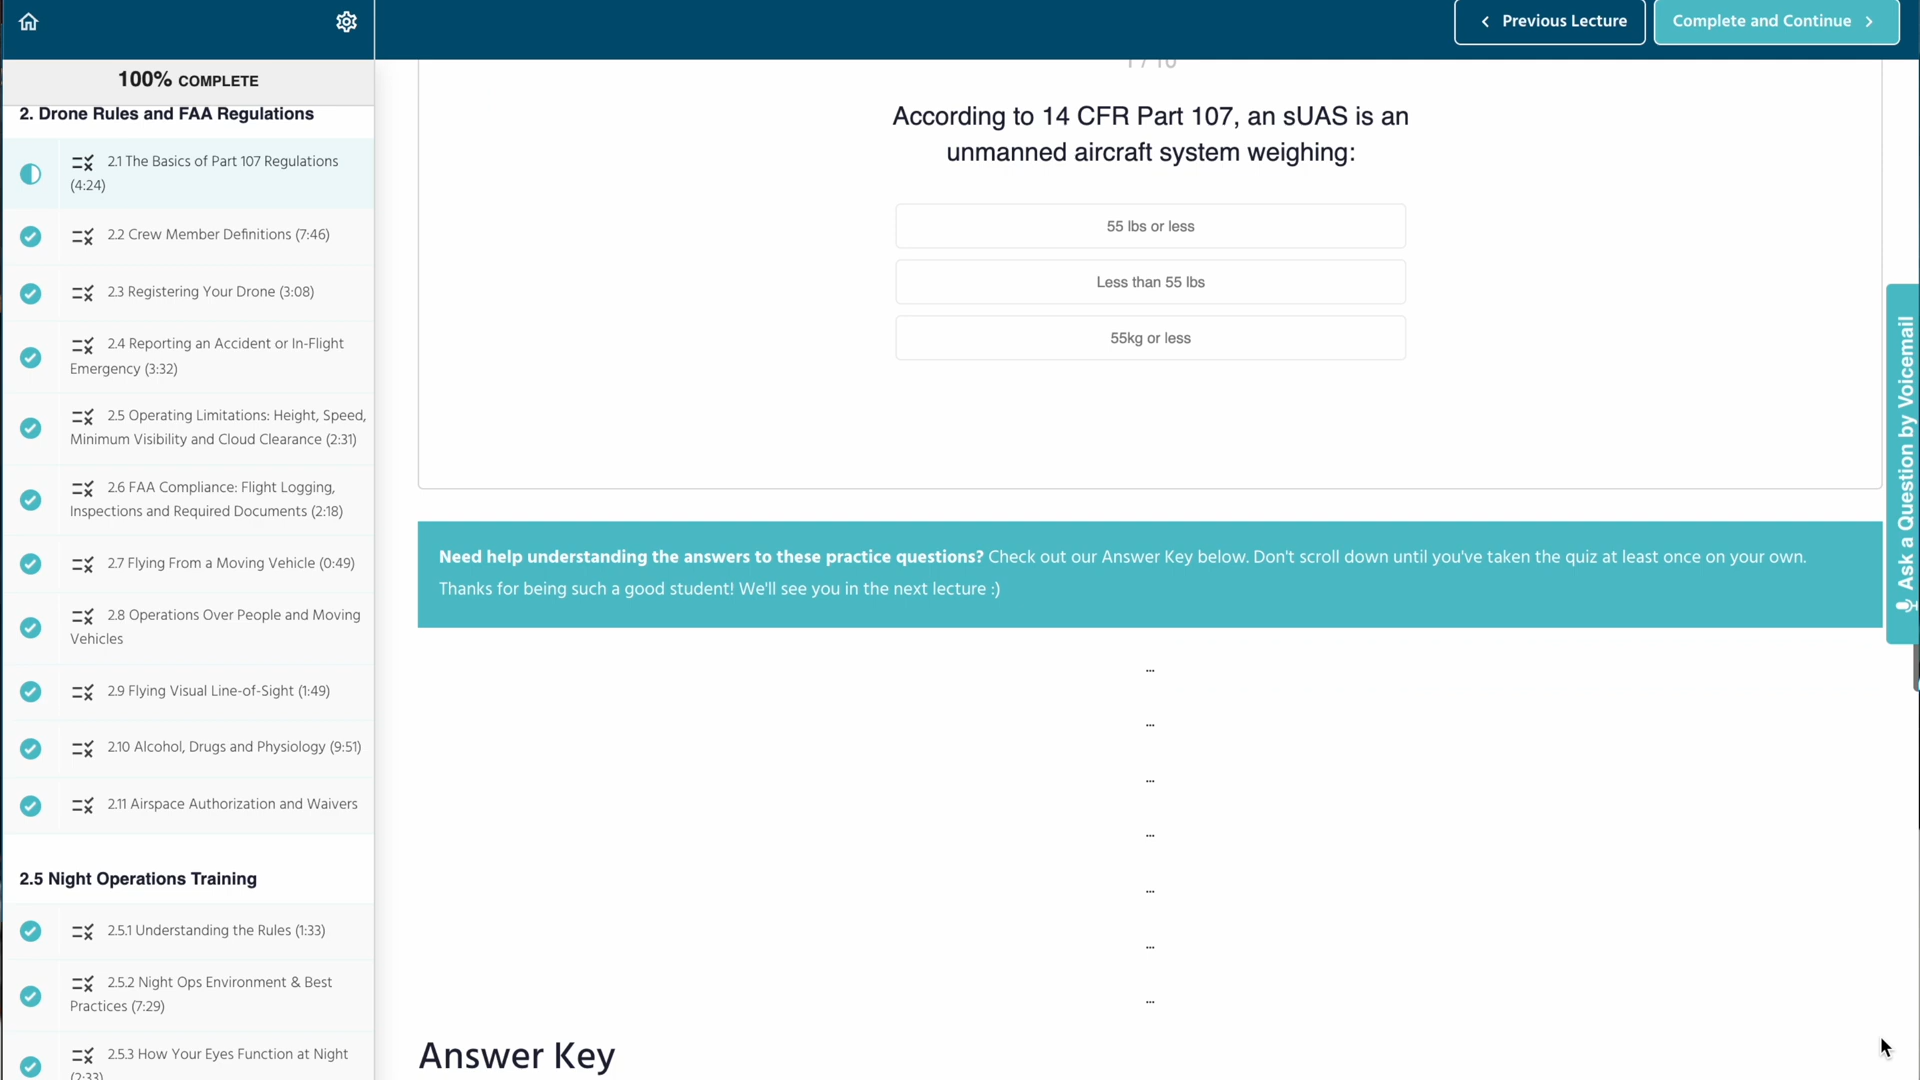 Previous Lecture
Complete and Continue
100% COMPLETE
2. Drone Rules and FAA Regulations
2.1 The Basics of Part 107 Regulations
(4:24)
2.2 Crew Member Definitions (7:46)
2.3 Registering Your Drone (3:08)
2.4 Reporting an Accident or In-Flight
Emergency (3:32)
2.5 Operating Limitations: Height, Speed,
Minimum Visibility and Cloud Clearance (2:31)
2.6 FAA Compliance: Flight Logging,
Inspections and Required Documents (2:18)
2.7 Flying From a Moving Vehicle (0:49)
2.8 Operations Over People and Moving
Vehicles
2.9 Flying Visual Line-of-Sight (1:49)
2.10 Alcohol, Drugs and Physiology (9:51)
2.11 Airspace Authorization and Waivers
2.5 Night Operations Training
2.5.1 Understanding the Rules (1:33)
2.5.2 Night Ops Environment & Best
Practices (7:29)
2.5.3 How Your Eyes Function at Night
(2:33)
1 / 10
According to 14 CFR Part 107, an sUAS is an
unmanned aircraft system weighing:
55 lbs or less
Less than 55 lbs
55kg or less
Need help understanding the answers to these practice questions? Check out our Answer Key below. Don't scroll down until you've taken the quiz at least once on your own.
Thanks for being such a good student! We'll see you in the next lecture :)
...
...
...
...
...
...
...
Answer Key
Ask a Question by Voicemail